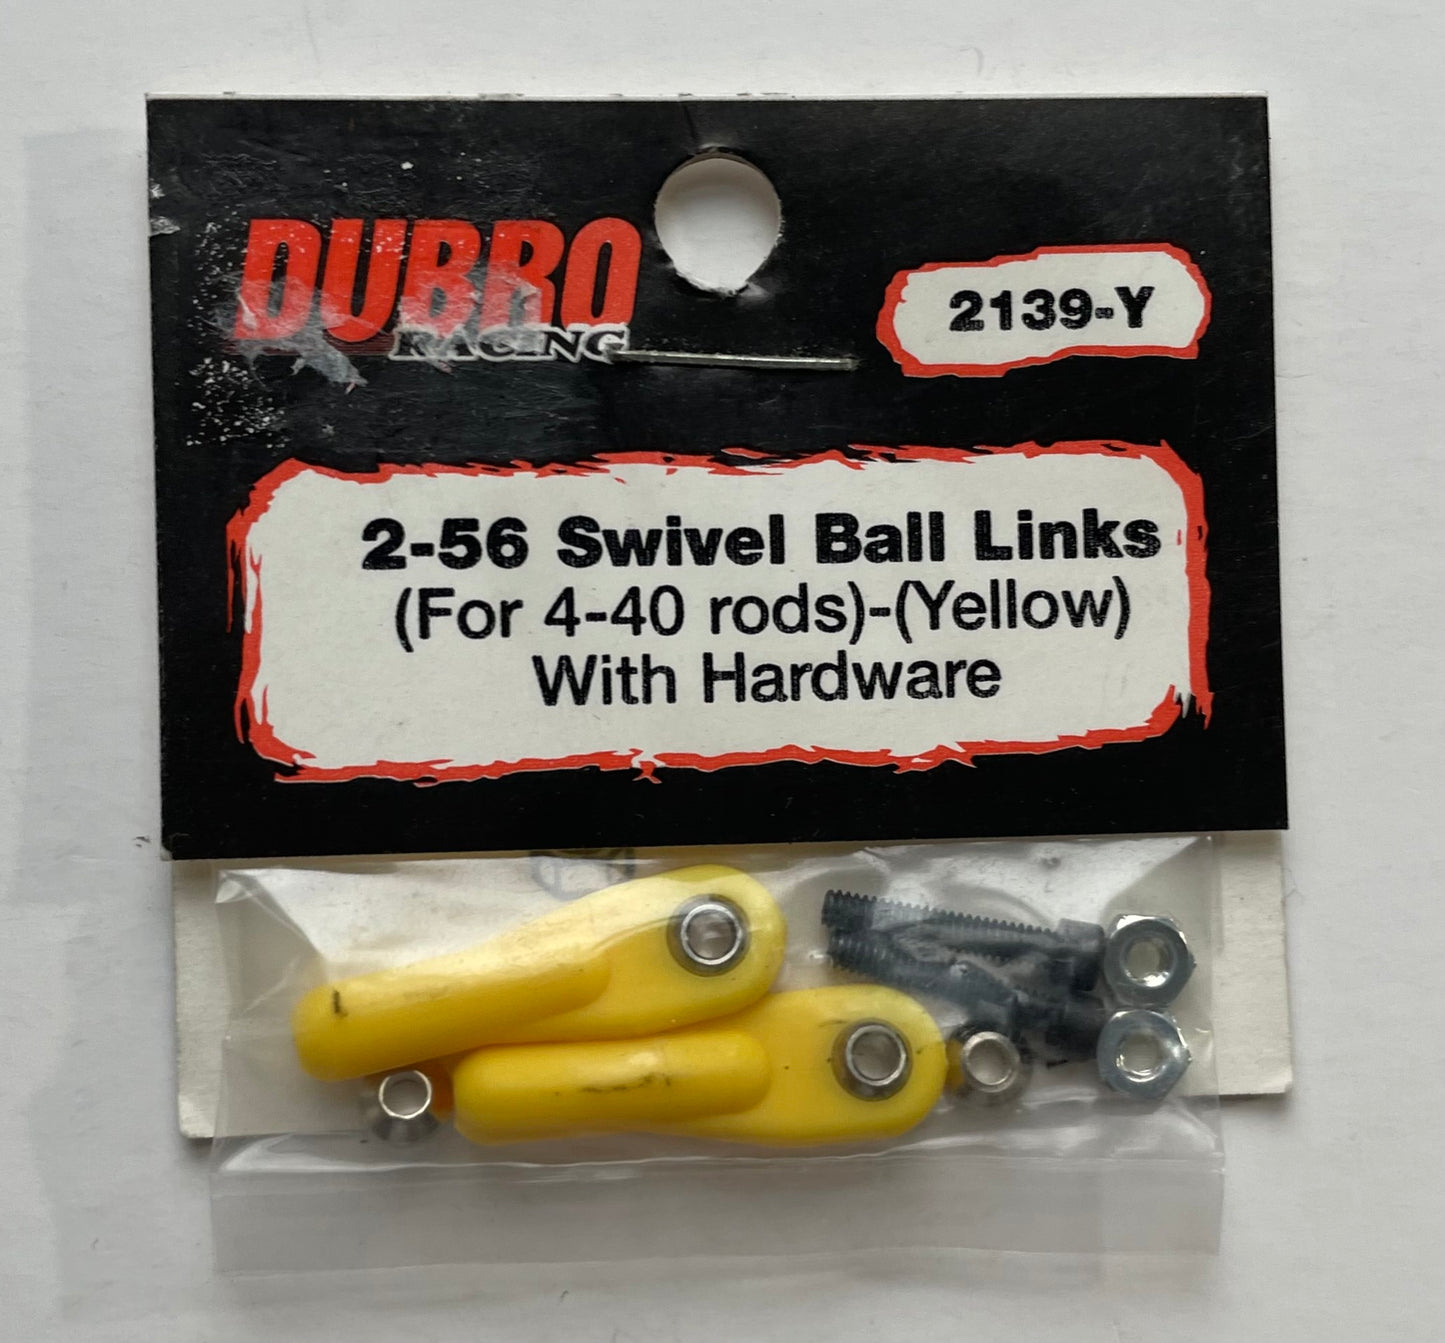 DUBRO
RACING
2139-Y
2-56 Swivel Ball Links
(For 4-40 rods)-(Yellow)
With Hardware